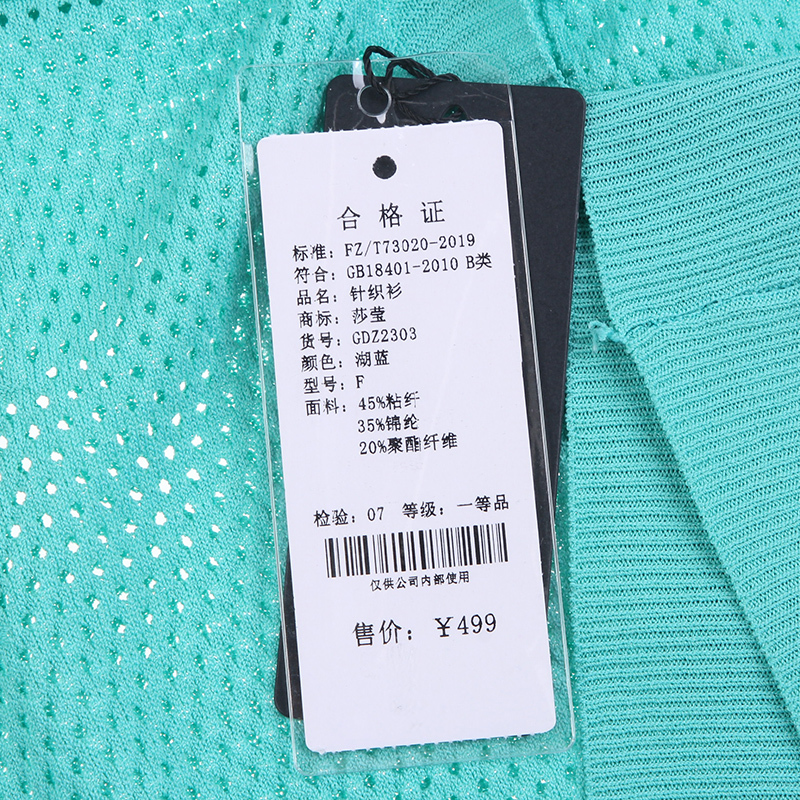 合格证
标准：FZ/T73020-2019
符合：GB18401-2010 B类
品名：针织衫
商标：莎莹
货号：GDZ2303
颜色：湖蓝
型号：F
面料：45%粘纤
35%锦纶
20%聚酯纤维
检验：07 等级：一等品
仅供公司内部使用
售价：￥499